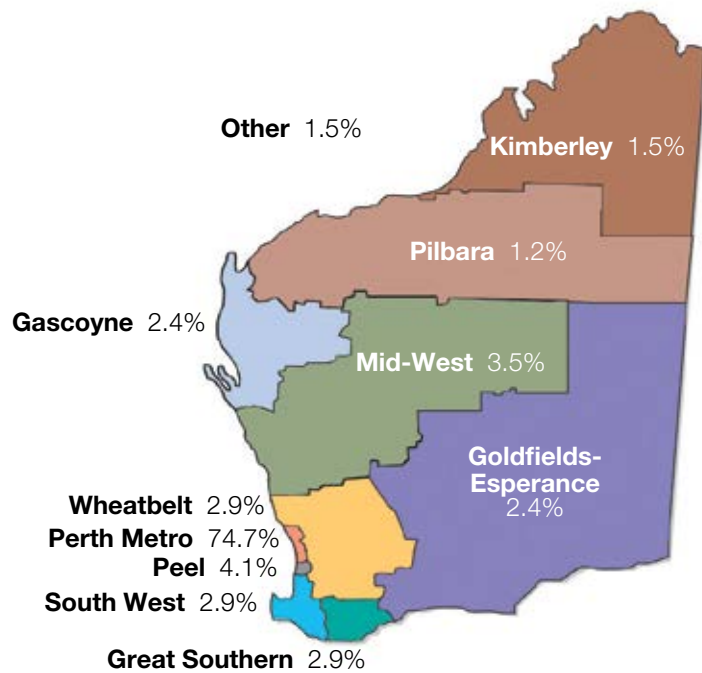 Other 1.5%
Kimberley 1.5%
Pilbara 1.2%
Gascoyne 2.4%
Mid-West 3.5%
Goldfields-
Esperance
2.4%
Wheatbelt 2.9%
Perth Metro 74.7%
Peel 4.1%
South West 2.9%
Great Southern 2.9%